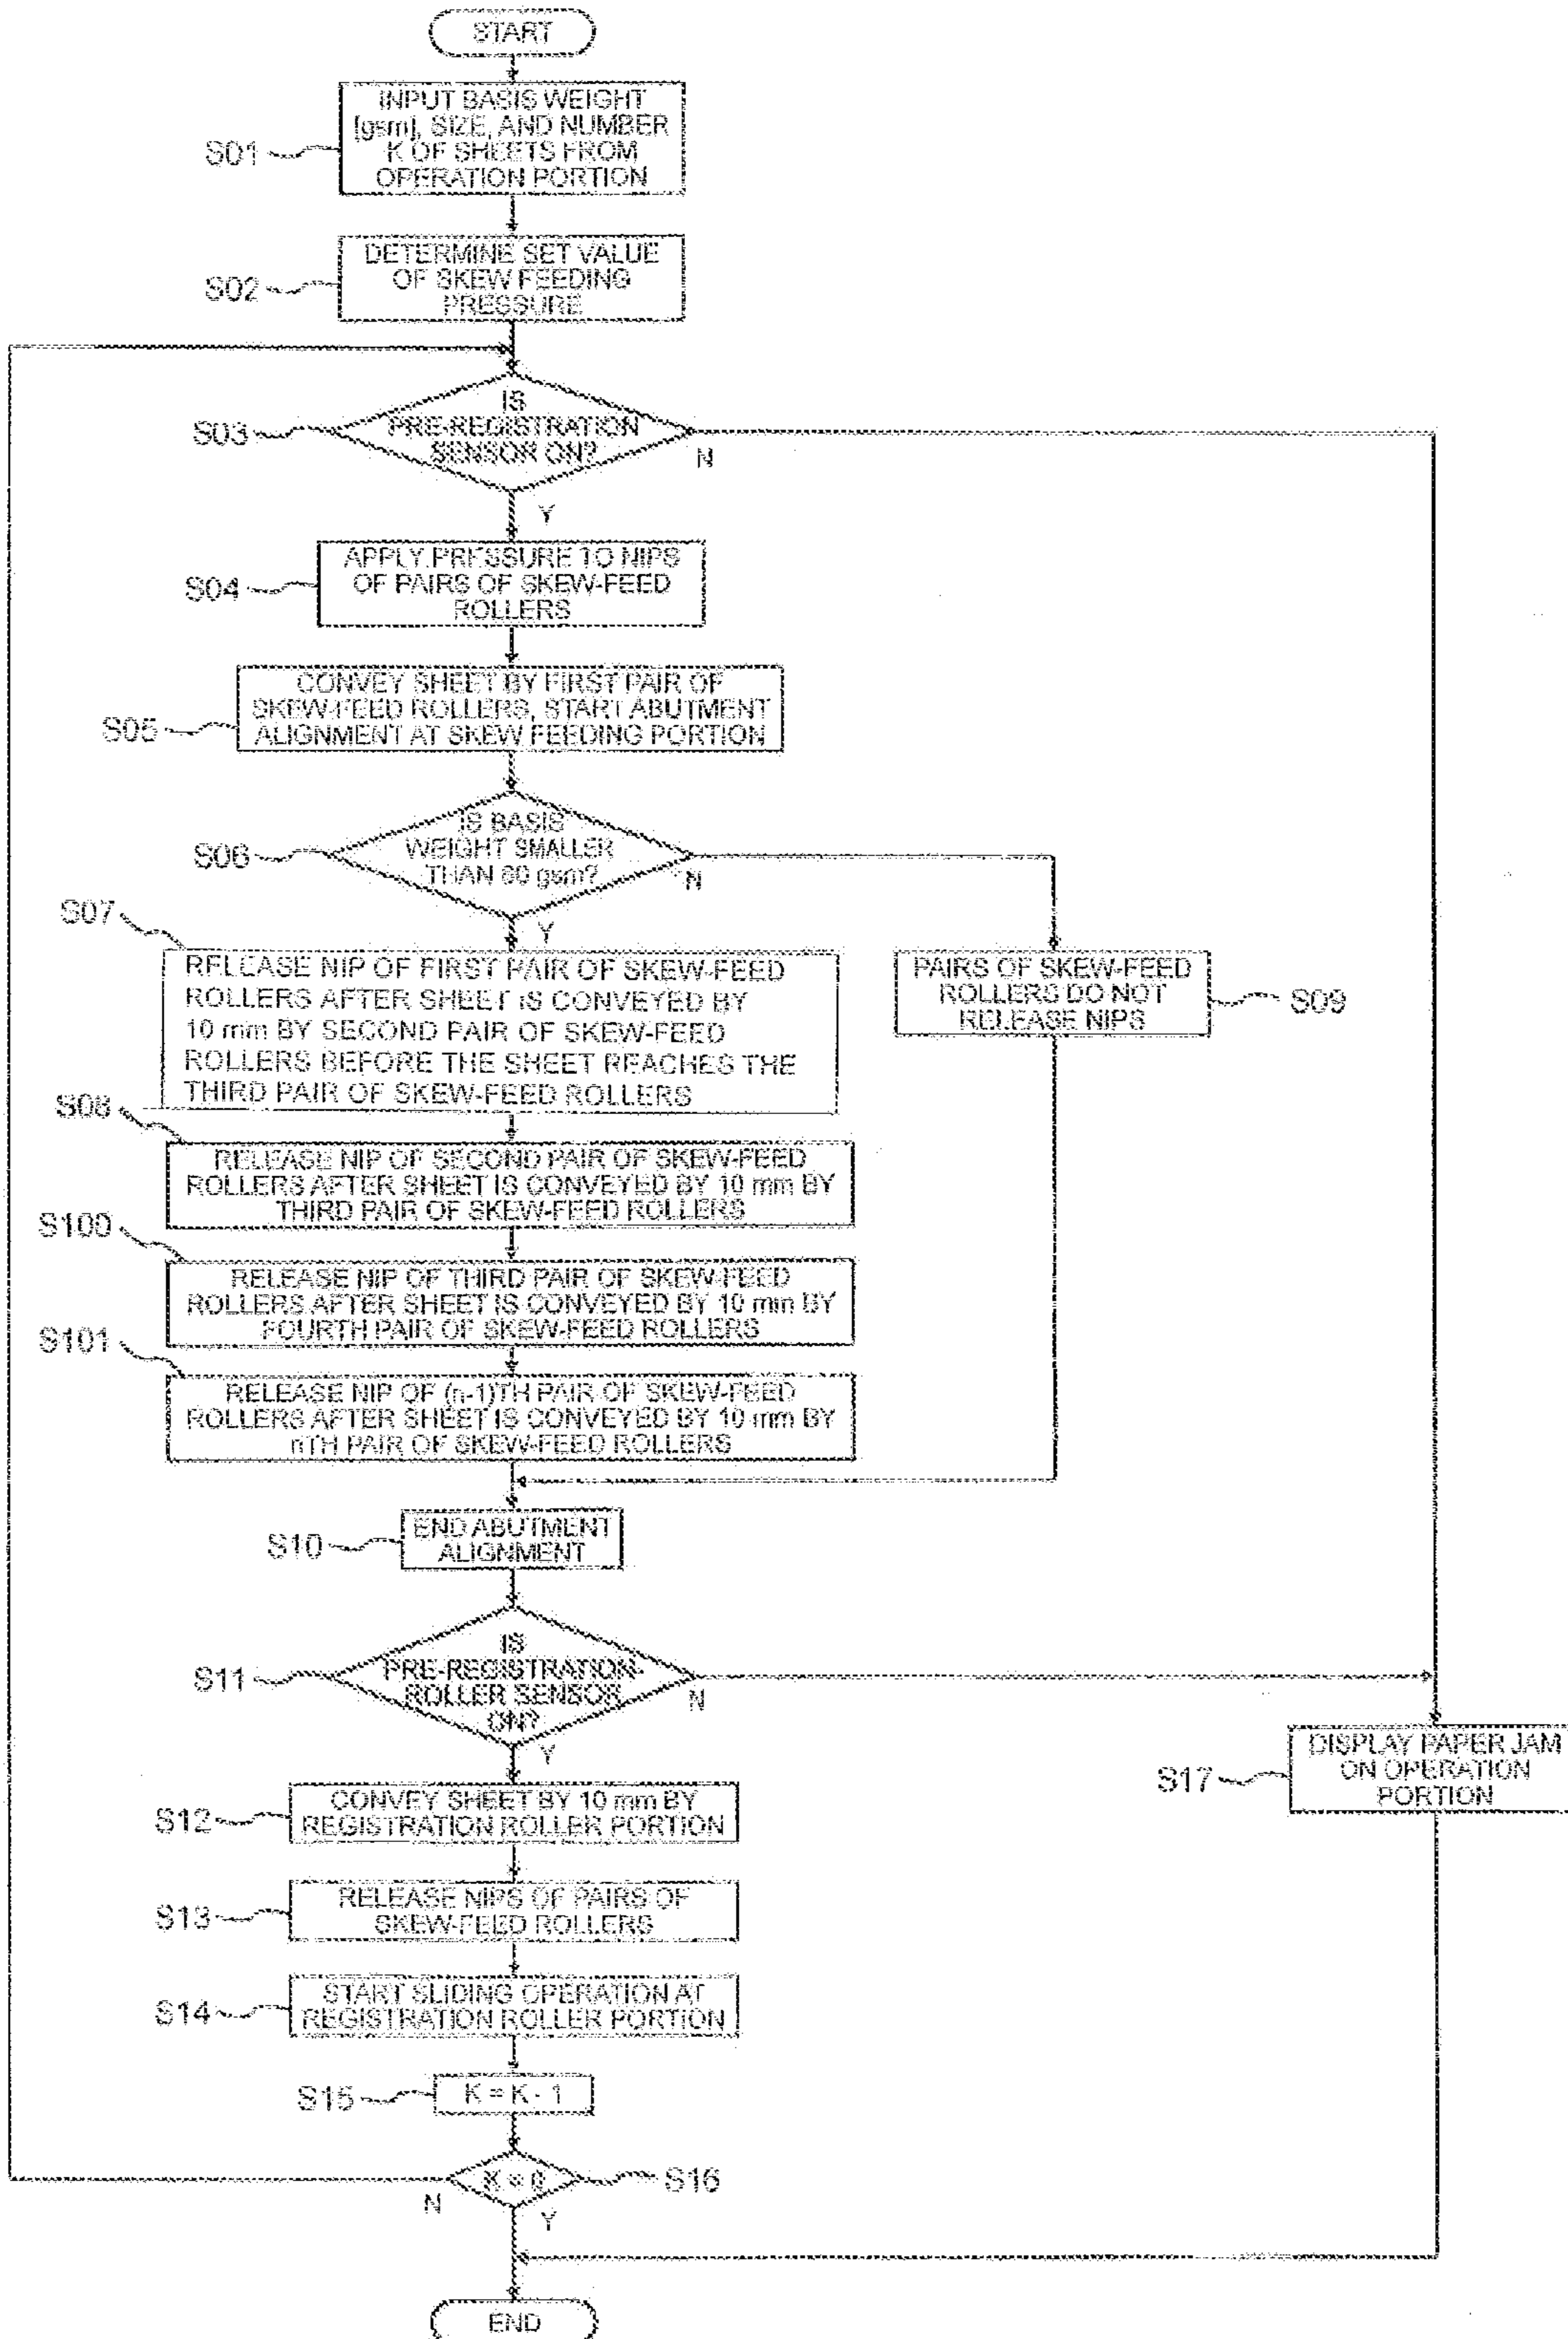 START
S01
INPUT BASIS WEIGHT
[gsm], SIZE, AND NUMBER
K OF SHEETS FROM
OPERATION PORTION
S02
DETERMINE SET VALUE
OF SKEW FEEDING
PRESSURE
S03
IS
PRE-REGISTRATION
SENSOR ON?
N
Y
S04
APPLY PRESSURE TO NIPS
OF PAIRS OF SKEW-FEED
ROLLERS
S05
CONVEY SHEET BY FIRST PAIR OF
SKEW-FEED ROLLERS, START ABUTMENT
ALIGNMENT AT SKEW FEEDING PORTION
S06
IS BASIS
WEIGHT SMALLER
THAN 60 gsm?
N
Y
S07
RELEASE NIP OF FIRST PAIR OF SKEW-FEED
ROLLERS AFTER SHEET IS CONVEYED BY
10 mm BY SECOND PAIR OF SKEW-FEED
ROLLERS BEFORE THE SHEET REACHES THE
THIRD PAIR OF SKEW-FEED ROLLERS
PAIRS OF SKEW-FEED
ROLLERS DO NOT
RELEASE NIPS
S09
S08
RELEASE NIP OF SECOND PAIR OF SKEW-FEED
ROLLERS AFTER SHEET IS CONVEYED BY 10 mm BY
THIRD PAIR OF SKEW-FEED ROLLERS
S100
RELEASE NIP OF THIRD PAIR OF SKEW-FEED
ROLLERS AFTER SHEET IS CONVEYED BY 10 mm BY
FOURTH PAIR OF SKEW-FEED ROLLERS
S101
RELEASE NIP OF (n-1)TH PAIR OF SKEW-FEED
ROLLERS AFTER SHEET IS CONVEYED BY 10 mm BY
nTH PAIR OF SKEW-FEED ROLLERS
S10
END ABUTMENT
ALIGNMENT
S11
IS
PRE-REGISTRATION-
ROLLER SENSOR
ON?
N
Y
S17
DISPLAY PAPER JAM
ON OPERATION
PORTION
S12
CONVEY SHEET BY 10 mm BY
REGISTRATION ROLLER PORTION
S13
RELEASE NIPS OF PAIRS OF
SKEW-FEED ROLLERS
S14
START SLIDING OPERATION AT
REGISTRATION ROLLER PORTION
S15
K = K - 1
K = 0
S16
N
Y
END